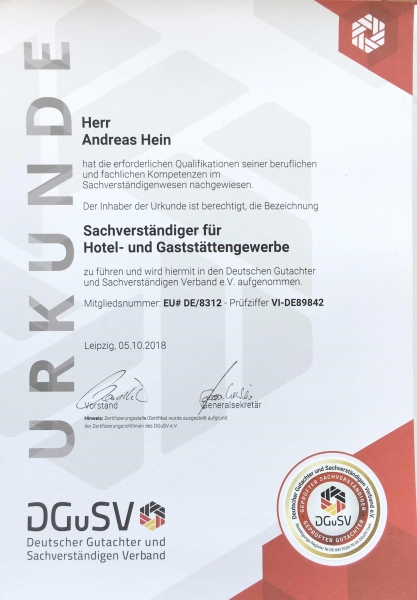 URKUNDE
Herr
Andreas Hein
hat die erforderlichen Qualifikationen seiner beruflichen
und fachlichen Kompetenzen im
Sachverständigenwesen nachgewiesen.
Der Inhaber der Urkunde ist berechtigt, die Bezeichnung
Sachverständiger für
Hotel- und Gaststättengewerbe
zu führen und wird hiermit in den Deutschen Gutachter
und Sachverständigen Verband e.V. aufgenommen.
Mitgliedsnummer: EU# DE/8312 - Prüfziffer VI-DE89842
Leipzig, 05.10.2018
Vorstand
Generalsekretär
Hinweis: Zertifizierungsstelle/Zertifikat wurde ausgestellt aufgrund
der Zertifizierungsrichtlinien des DGuSV e.V.
DGuSV
Deutscher Gutachter und
Sachverständigen Verband
Deutscher Gutachter und Sachverständigen Verband e.V.
GEPRÜFTER SACHVERSTÄNDIGER
DGuSV
GEPRÜFTER GUTACHTER